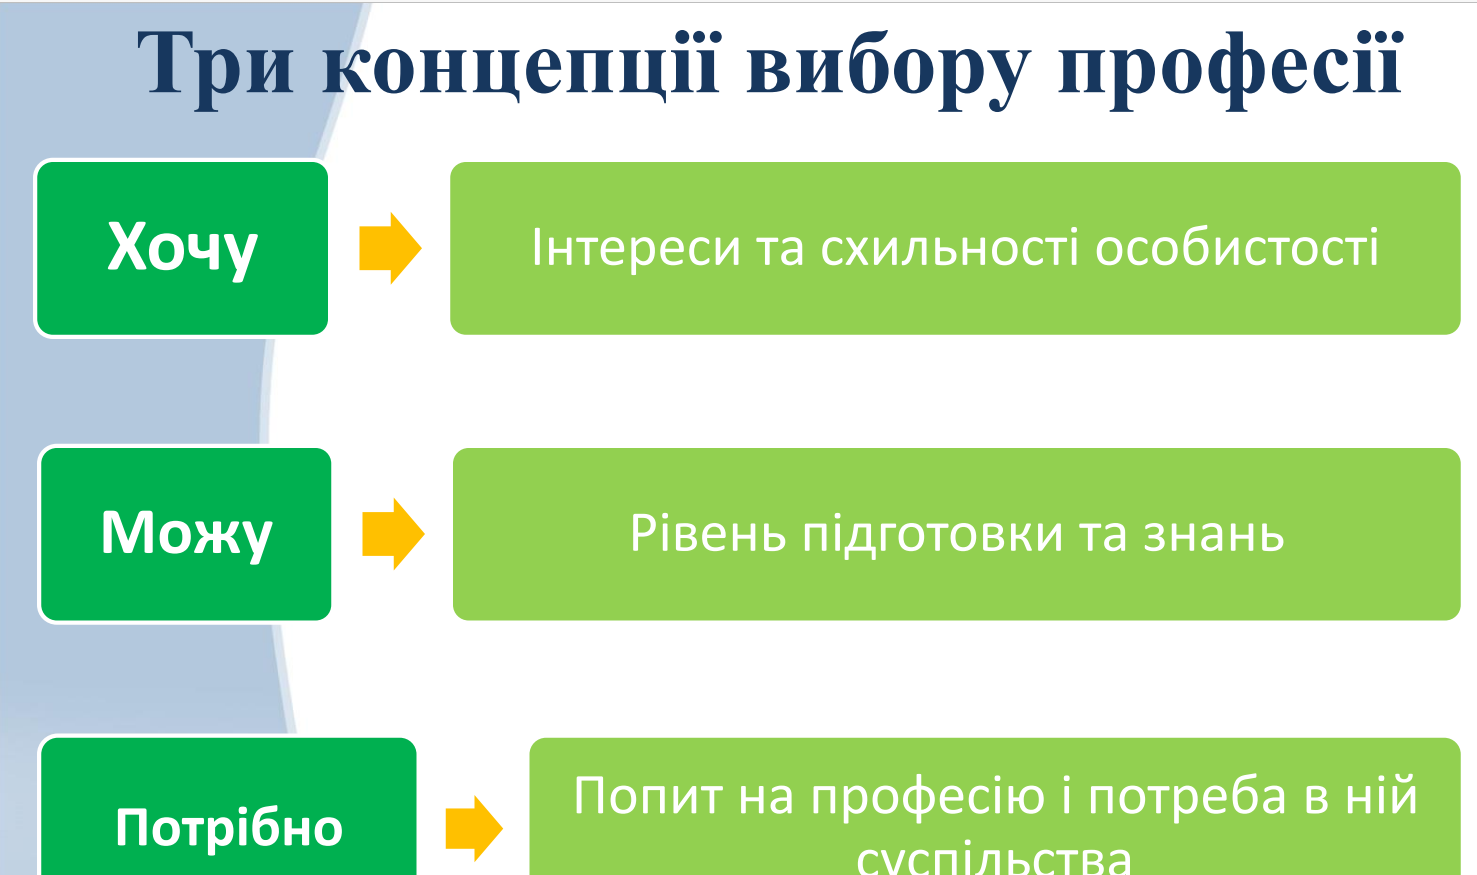 Три концепції вибору професії
Хочу
Інтереси та схильності особистості
Можу
Рівень підготовки та знань
Потрібно
Попит на професію і потреба в ній
суспільства